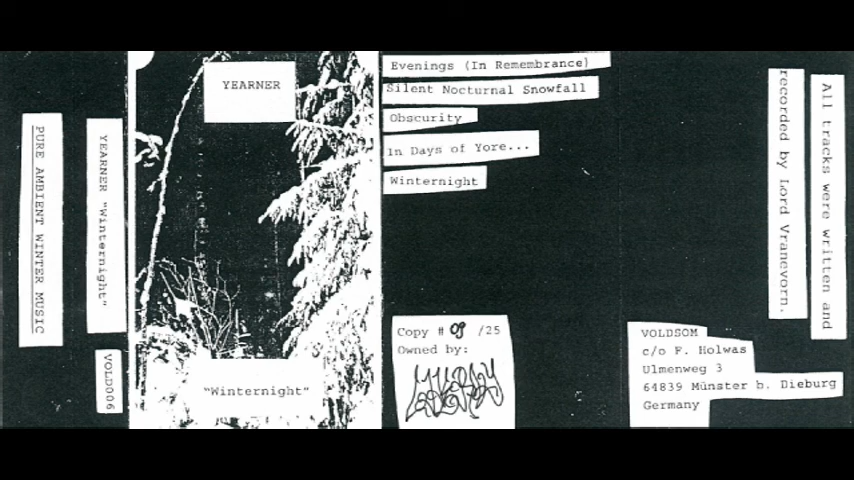 PURE AMBIENT WINTER MUSIC
YEARNER "Winternight"
VOLD006
YEARNER
"Winternight"
Evenings (In Remembrance)
Silent Nocturnal Snowfall
Obscurity
In Days of Yore...
Winternight
Copy # 09 /25
Owned by:
All tracks were written and
recorded by Lord Vranevorn.
VOLDSOM
c/o F. Holwas
Ulmenweg 3
64839 Münster b. Dieburg
Germany